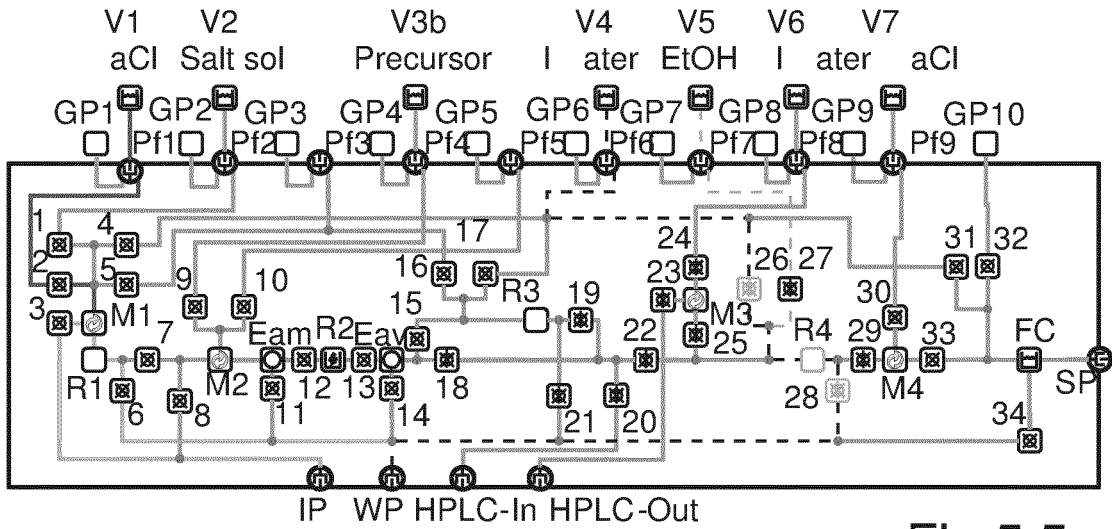 V1 V2 V3b V4 V5 V6 V7
aCl Salt sol Precursor I ater EtOH I ater aCl
GP1 GP2 GP3 GP4 GP5 GP6 GP7 GP8 GP9 GP10
Pf1 Pf2 Pf3 Pf4 Pf5 Pf6 Pf7 Pf8 Pf9
1 4 17 24 31 32
2 5 9 10 16 23 26 27
3 M1 7 15 R3 19 M3 30
Eam R2 Eav 22 25 R4 29 33 FC
R1 M2 12 13 18 M4 SP
6 8 11 14 21 20 28 34
IP WP HPLC-In HPLC-Out